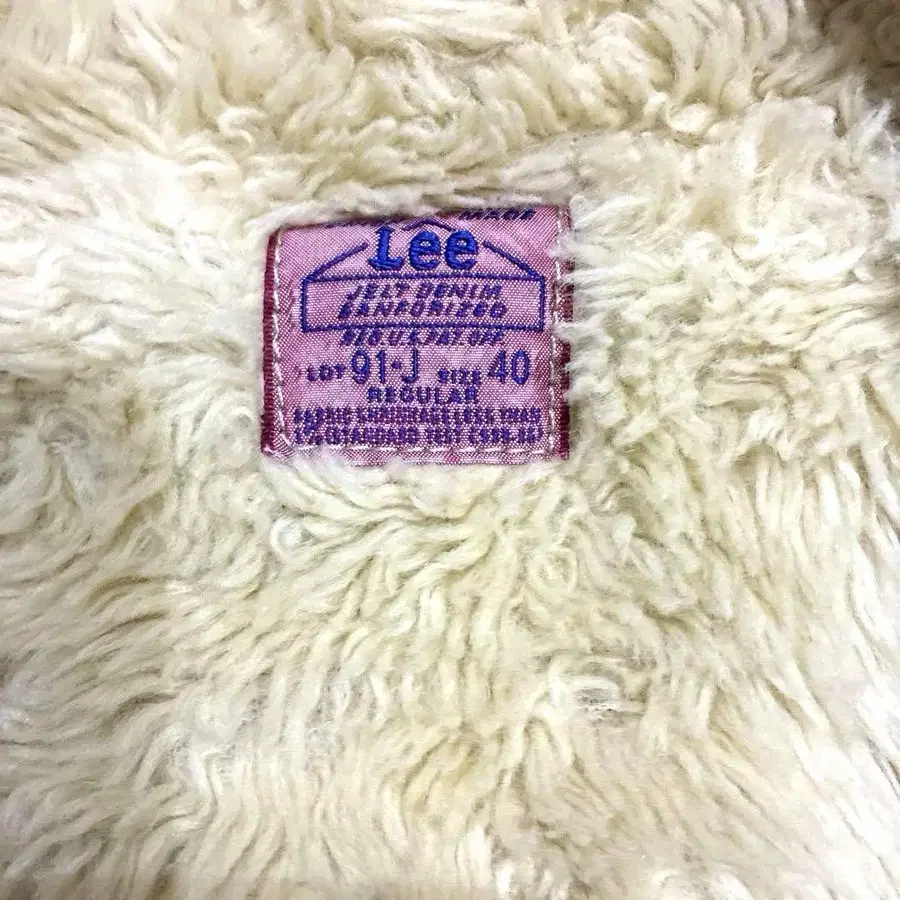 MADE
Lee
JELT DENIM
SANFORIZED
REG.U.S.PAT.OFF.
LOT 91-J SIZE 40
REGULAR
FABRIC SHRINKAGE LESS THAN
1% (STANDARD TEST